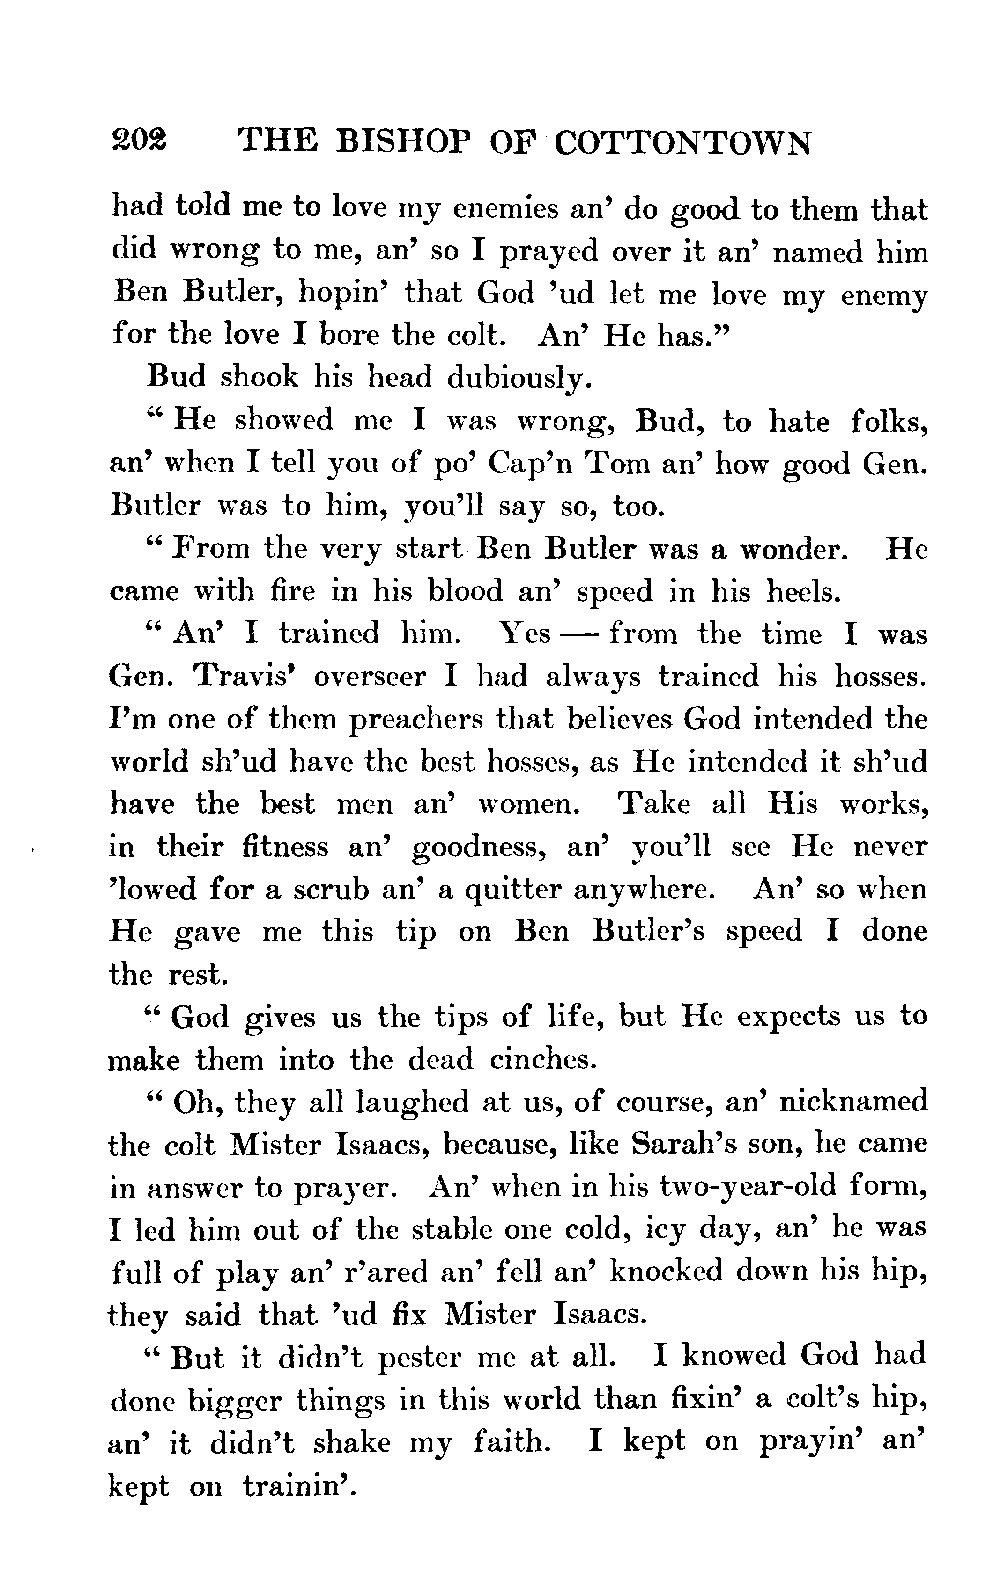 202 THE BISHOP OF COTTONTOWN
had told me to love my enemies an’ do good to them that
did wrong to me, an’ so I prayed over it an’ named him
Ben Butler, hopin’ that God ’ud let me love my enemy
for the love I bore the colt. An’ He has.”
Bud shook his head dubiously.
“ He showed me I was wrong, Bud, to hate folks,
an’ when I tell you of po’ Cap’n Tom an’ how good Gen.
Butler was to him, you’ll say so, too.
“ From the very start Ben Butler was a wonder. He
came with fire in his blood an’ speed in his heels.
“ An’ I trained him. Yes — from the time I was
Gen. Travis’ overseer I had always trained his hosses.
I’m one of them preachers that believes God intended the
world sh’ud have the best hosses, as He intended it sh’ud
have the best men an’ women. Take all His works,
in their fitness an’ goodness, an’ you’ll see He never
’lowed for a scrub an’ a quitter anywhere. An’ so when
He gave me this tip on Ben Butler’s speed I done
the rest.
“ God gives us the tips of life, but He expects us to
make them into the dead cinches.
“ Oh, they all laughed at us, of course, an’ nicknamed
the colt Mister Isaacs, because, like Sarah’s son, he came
in answer to prayer. An’ when in his two-year-old form,
I led him out of the stable one cold, icy day, an’ he was
full of play an’ r’ared an’ fell an’ knocked down his hip,
they said that ’ud fix Mister Isaacs.
“ But it didn’t pester me at all. I knowed God had
done bigger things in this world than fixin’ a colt’s hip,
an’ it didn’t shake my faith. I kept on prayin’ an’
kept on trainin’.